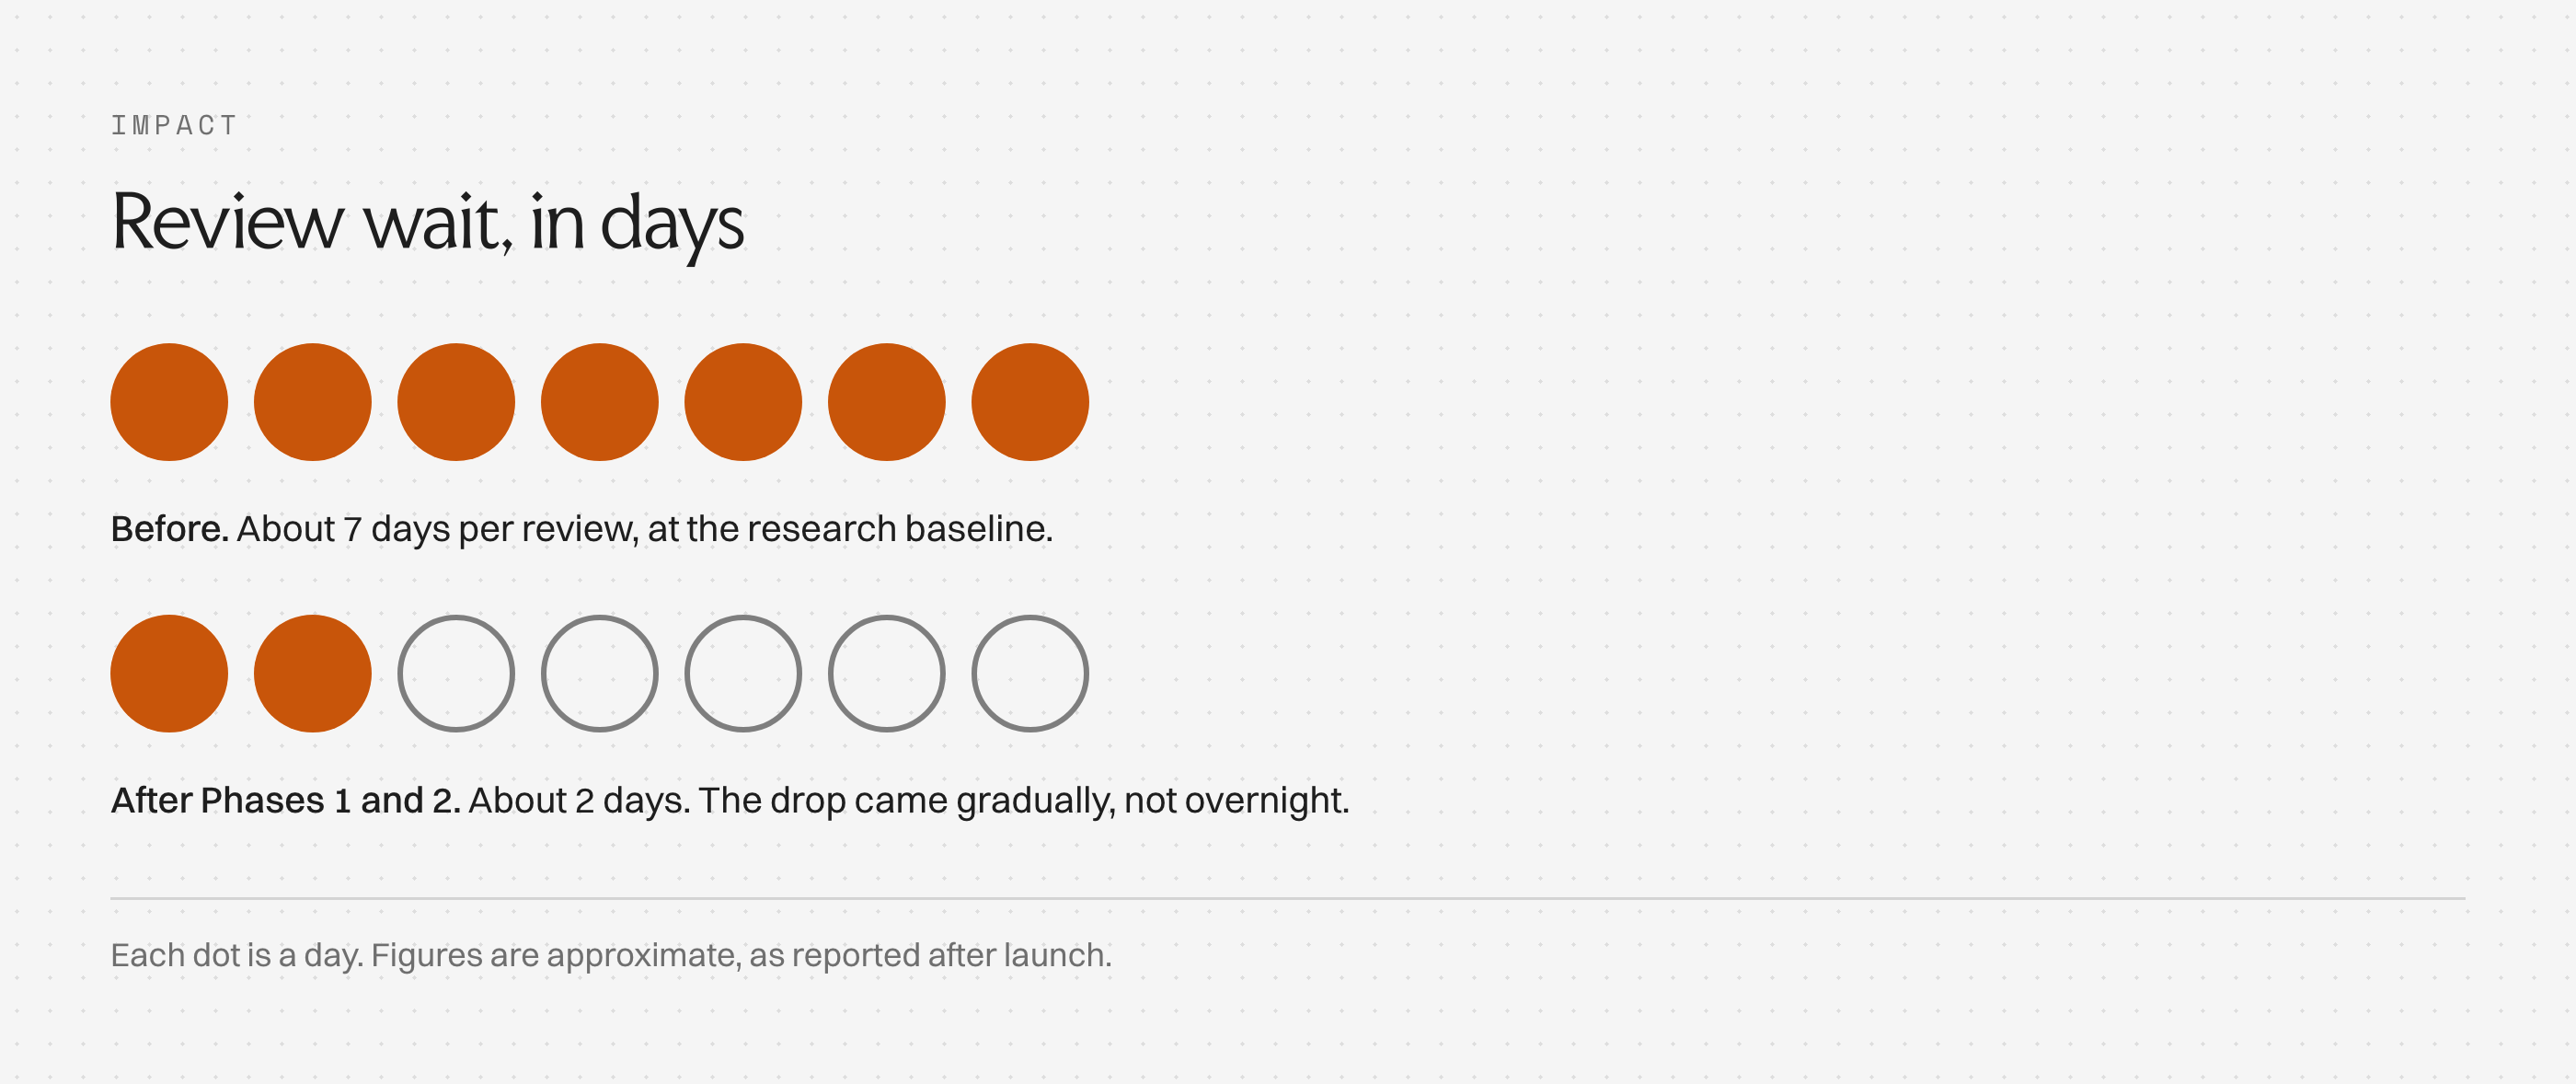 IMPACT
Review wait, in days
Before. About 7 days per review, at the research baseline.
After Phases 1 and 2. About 2 days. The drop came gradually, not overnight.
Each dot is a day. Figures are approximate, as reported after launch.